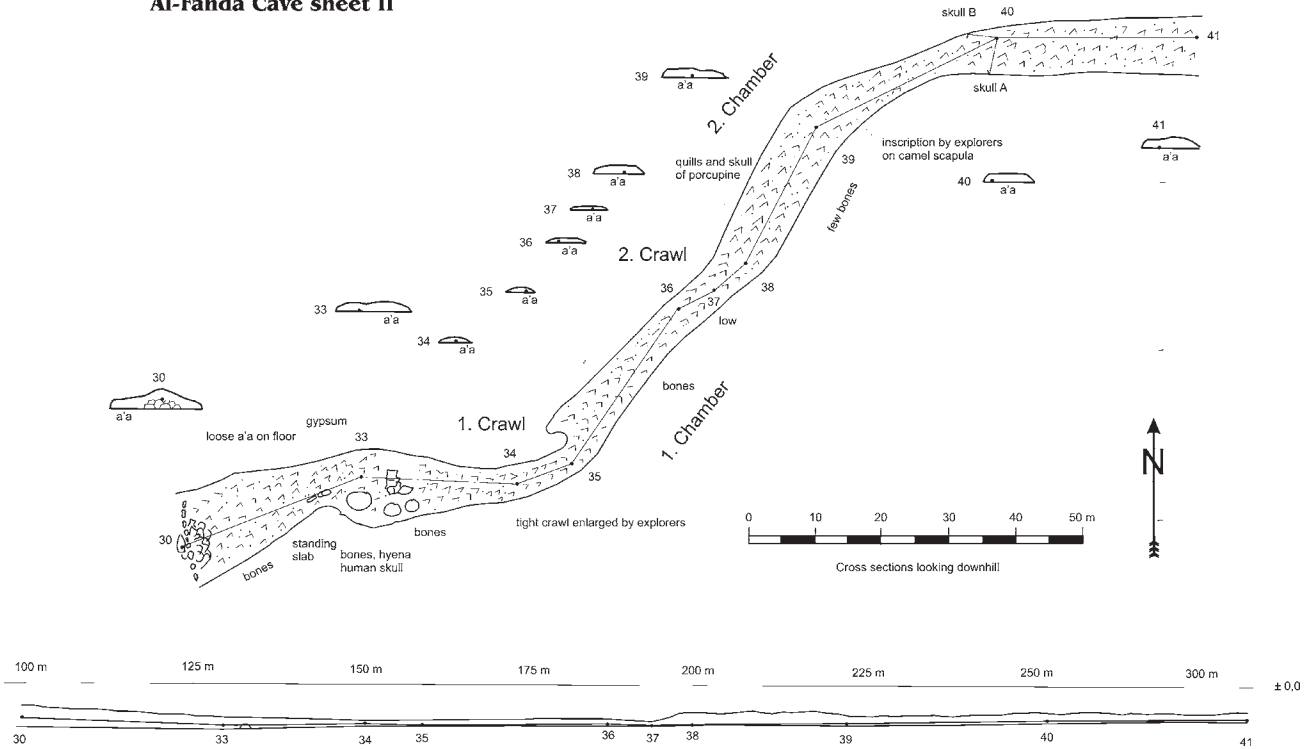 Al-Fahda Cave sheet II
skull B 40
41
skull A
39
a'a
2. Chamber
41
a'a
inscription by explorers
on camel scapula
39
40
a'a
quills and skull
of porcupine
38
a'a
few bones
37
a'a
36
a'a
2. Crawl
36
37
38
low
35
a'a
33
a'a
34
a'a
bones
1. Chamber
30
a'a
gypsum
loose a'a on floor
33
1. Crawl
34
35
N
30
bones
standing
slab
bones, hyena
human skull
bones
tight crawl enlarged by explorers
0 10 20 30 40 50 m
Cross sections looking downhill
100 m 125 m 150 m 175 m 200 m 225 m 250 m 300 m
± 0,0
30 33 34 35 36 37 38 39 40 41